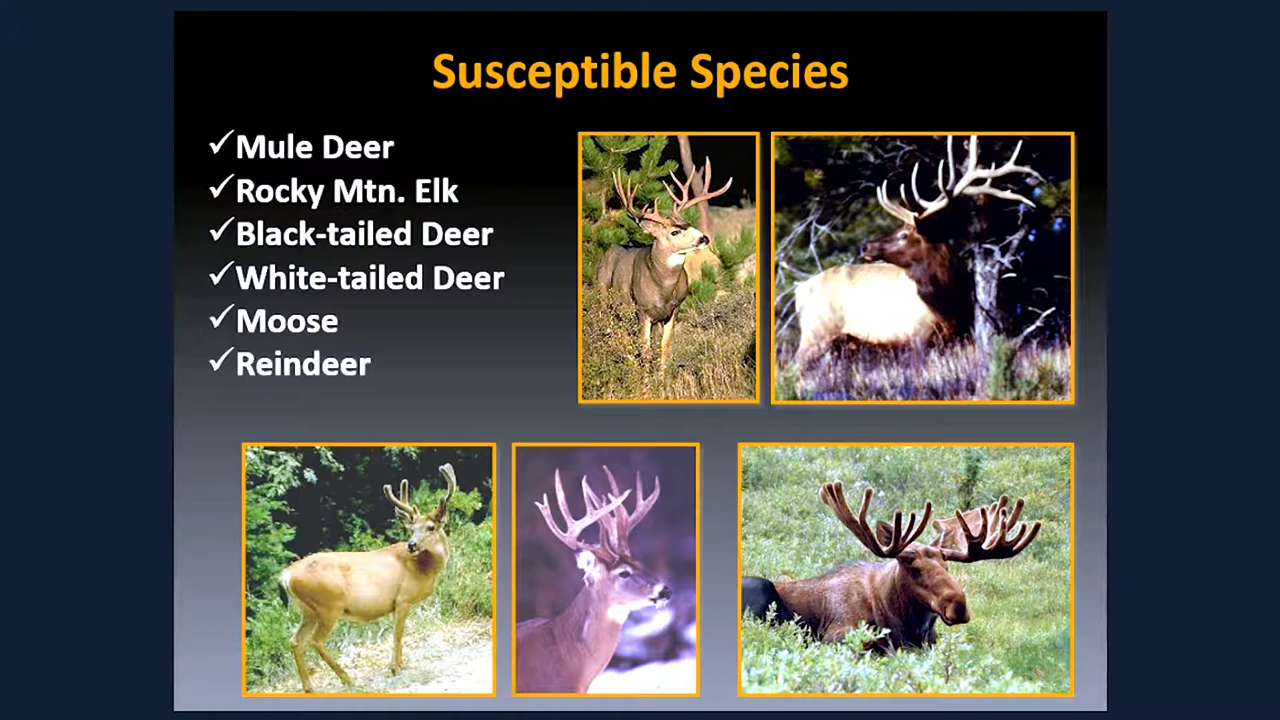 Susceptible Species
✓Mule Deer
✓Rocky Mtn. Elk
✓Black-tailed Deer
✓White-tailed Deer
✓Moose
✓Reindeer